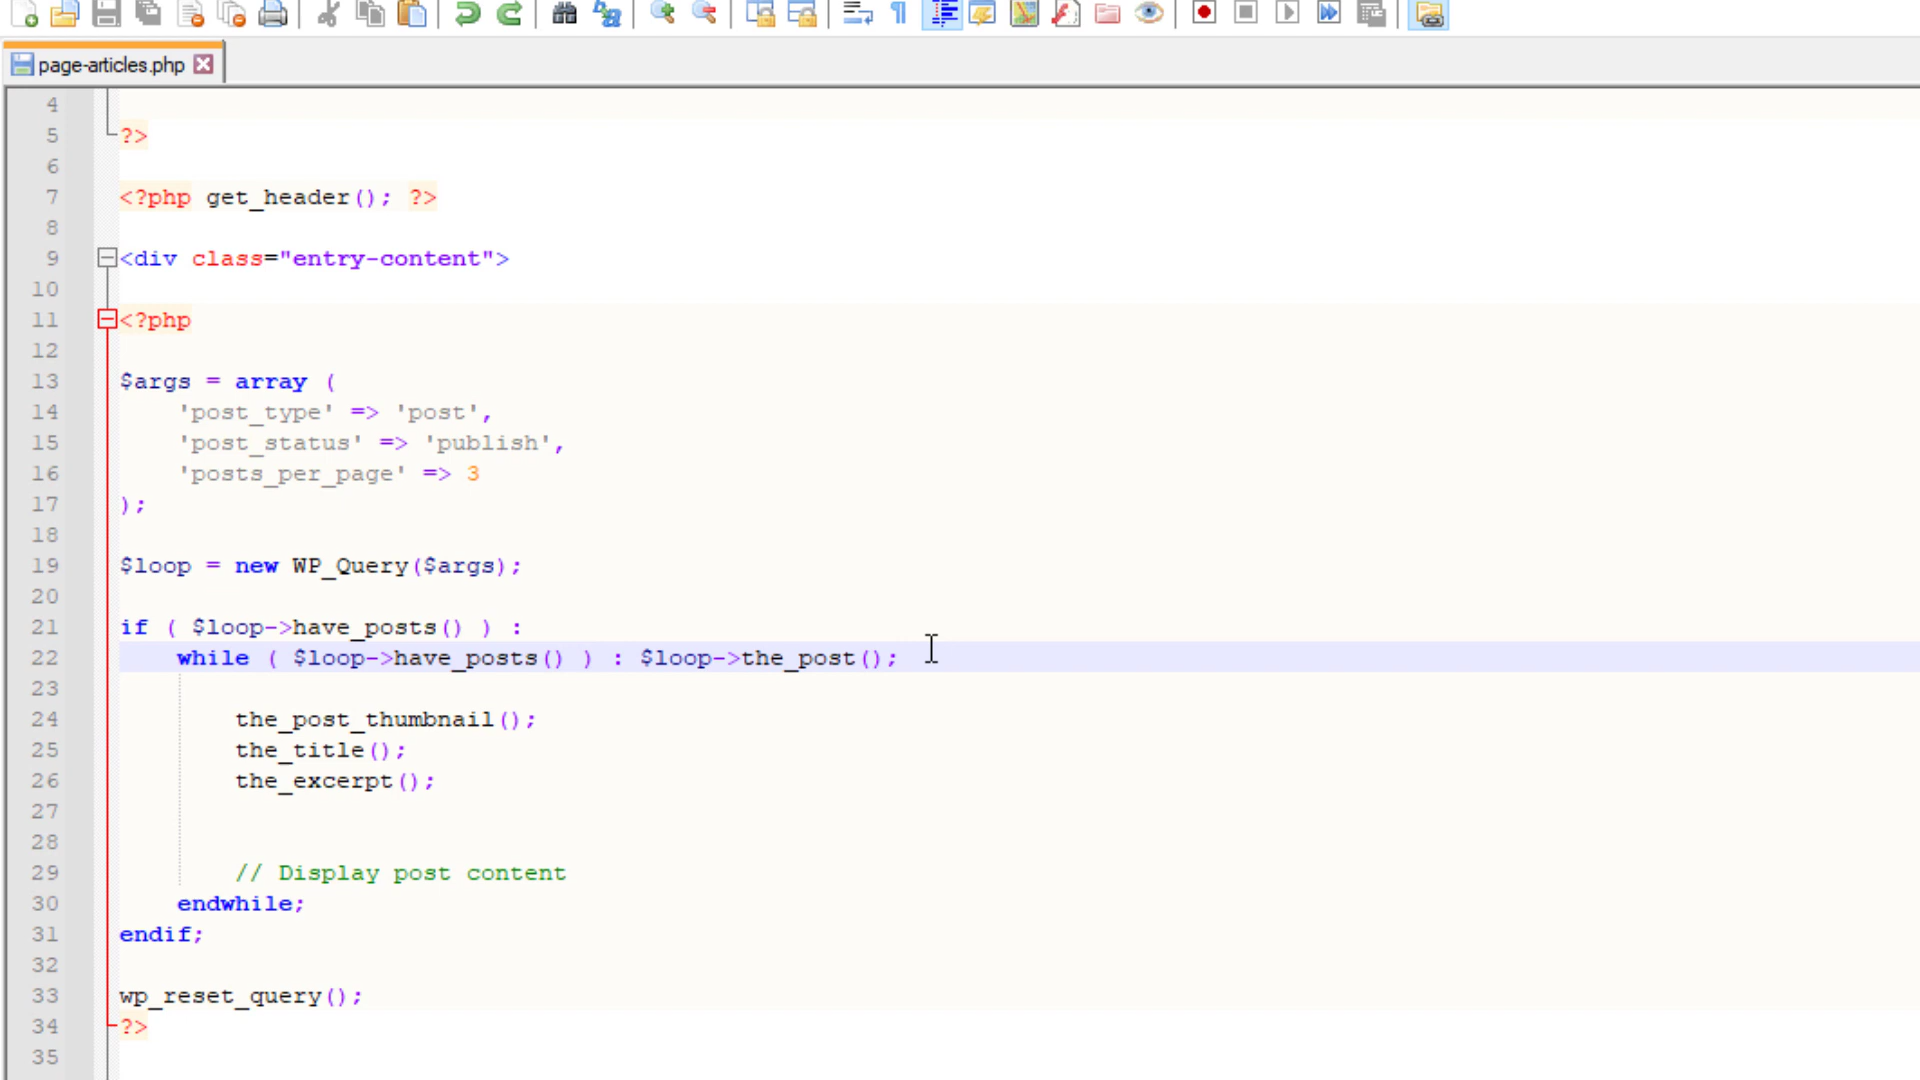 page-articles.php
4
5 ?>
6
7 <?php get_header(); ?>
8
9 <div class="entry-content">
10
11 <?php
12
13 $args = array (
14 'post_type' => 'post',
15 'post_status' => 'publish',
16 'posts_per_page' => 3
17 );
18
19 $loop = new WP_Query($args);
20
21 if ( $loop->have_posts() ) :
22 while ( $loop->have_posts() ) : $loop->the_post();
23
24 the_post_thumbnail();
25 the_title();
26 the_excerpt();
27
28
29 // Display post content
30 endwhile;
31 endif;
32
33 wp_reset_query();
34 ?>
35